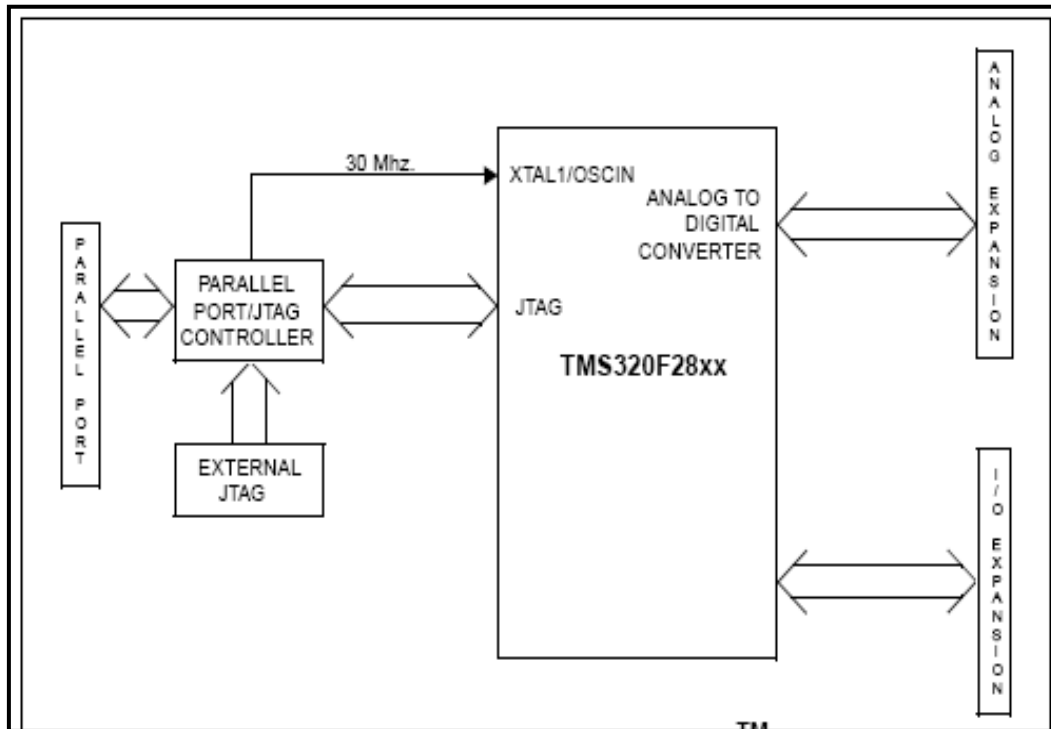 ANALOG EXPANSION
30 Mhz.
XTAL1/OSCIN
ANALOG TO
DIGITAL
CONVERTER
PARALLEL PORT
PARALLEL
PORT/JTAG
CONTROLLER
JTAG
TMS320F28xx
EXTERNAL
JTAG
I/O EXPANSION
TM